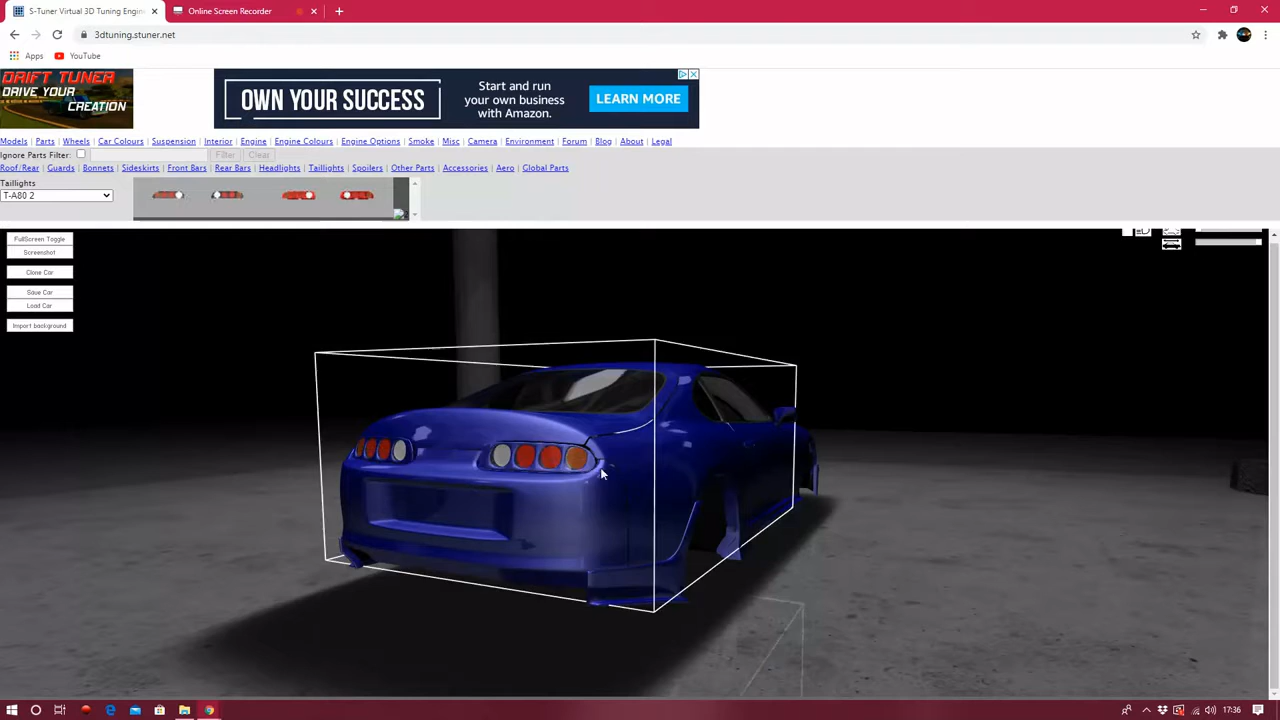 S-Tuner Virtual 3D Tuning Engin
Online Screen Recorder
3dtuning.stuner.net
Apps
YouTube
DRIFT TUNER
DRIVE YOUR
CREATION
OWN YOUR SUCCESS
Start and run
your own business
with Amazon.
LEARN MORE
Models | Parts | Wheels | Car Colours | Suspension | Interior | Engine | Engine Colours | Engine Options | Smoke | Misc | Camera | Environment | Forum | Blog | About | Legal
Ignore Parts Filter:
Filter
Clear
Roof/Rear | Guards | Bonnets | Sideskirts | Front Bars | Rear Bars | Headlights | Taillights | Spoilers | Other Parts | Accessories | Aero | Global Parts
Taillights
T-A80 2
FullScreen Toggle
Screenshot
Clone Car
Save Car
Load Car
Import background
17:36